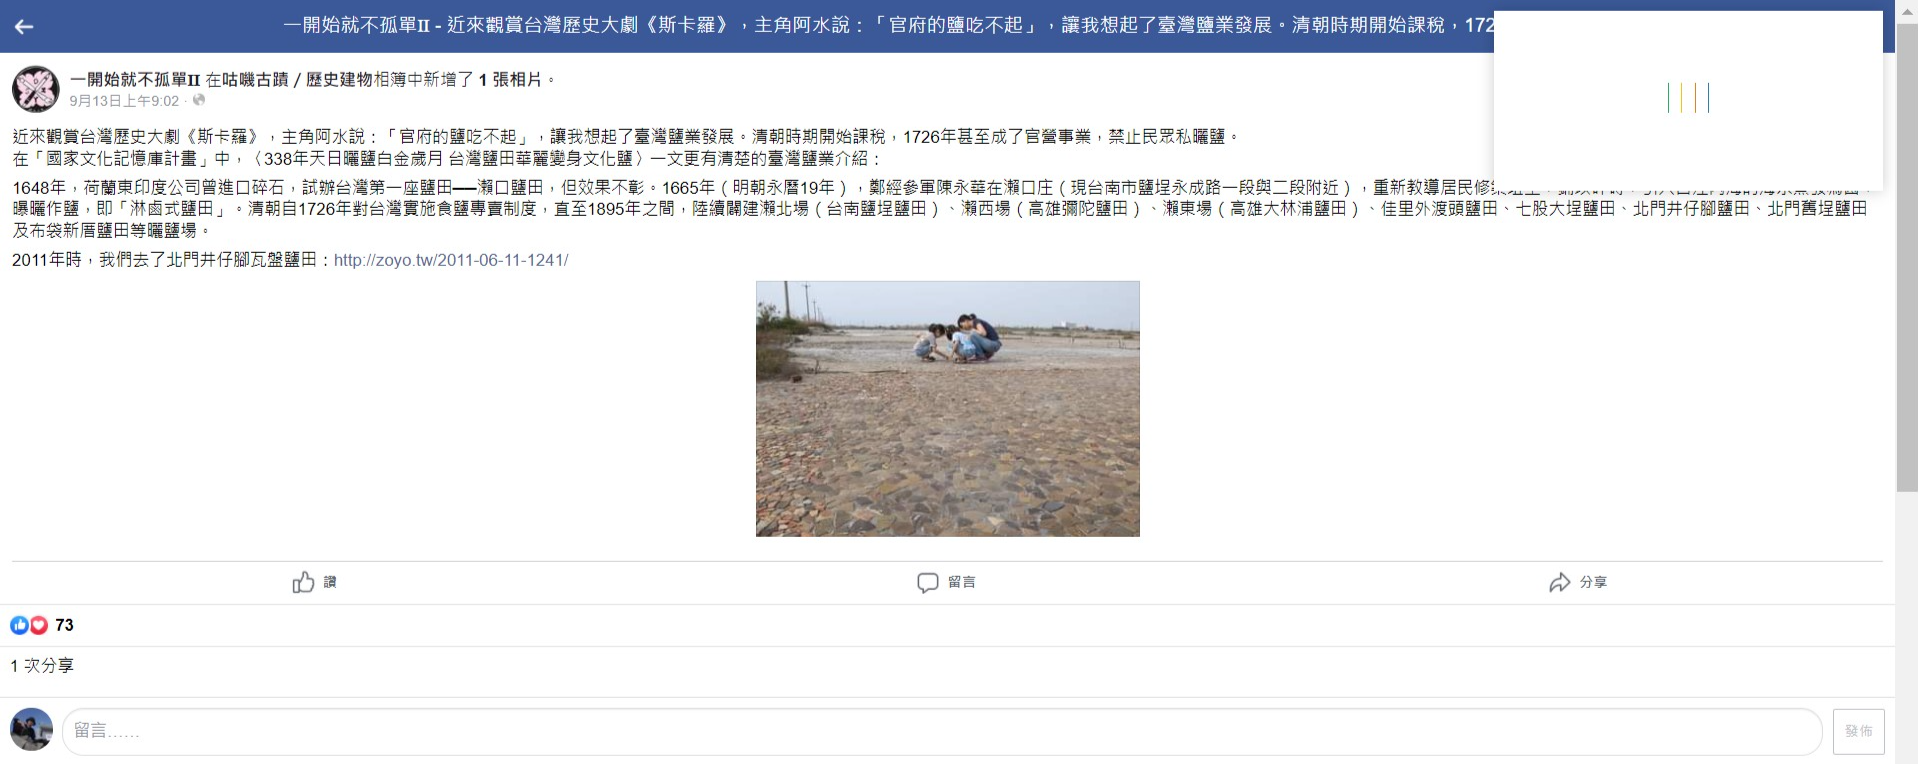 一開始就不孤單II - 近來觀賞台灣歷史大劇《斯卡羅》，主角阿水說：「官府的鹽吃不起」，讓我想起了臺灣鹽業發展。清朝時期開始課稅，172
一開始就不孤單II 在咕嘰古蹟 / 歷史建物相簿中新增了 1 張相片。
9月13日上午9:02 ·
近來觀賞台灣歷史大劇《斯卡羅》，主角阿水說：「官府的鹽吃不起」，讓我想起了臺灣鹽業發展。清朝時期開始課稅，1726年甚至成了官營事業，禁止民眾私曬鹽。
在「國家文化記憶庫計畫」中，〈338年天日曬鹽白金歲月 台灣鹽田華麗變身文化鹽〉一文更有清楚的臺灣鹽業介紹：
1648年，荷蘭東印度公司曾進口碎石，試辦台灣第一座鹽田──瀨口鹽田，但效果不彰。1665年（明朝永曆19年），鄭經參軍陳永華在瀨口庄（現台南市鹽埕永成路一段與二段附近），重新教導居民修
曝曬作鹽，即「淋鹵式鹽田」。清朝自1726年對台灣實施食鹽專賣制度，直至1895年之間，陸續闢建瀨北場（台南鹽埕鹽田）、瀨西場（高雄彌陀鹽田）、瀨東場（高雄大林浦鹽田）、佳里外渡頭鹽田、七股大埕鹽田、北門井仔腳鹽田、北門舊埕鹽田
及布袋新厝鹽田等曬鹽場。
2011年時，我們去了北門井仔腳瓦盤鹽田：http://zoyo.tw/2011-06-11-1241/
讚
留言
分享
73
1 次分享
留言......
發佈